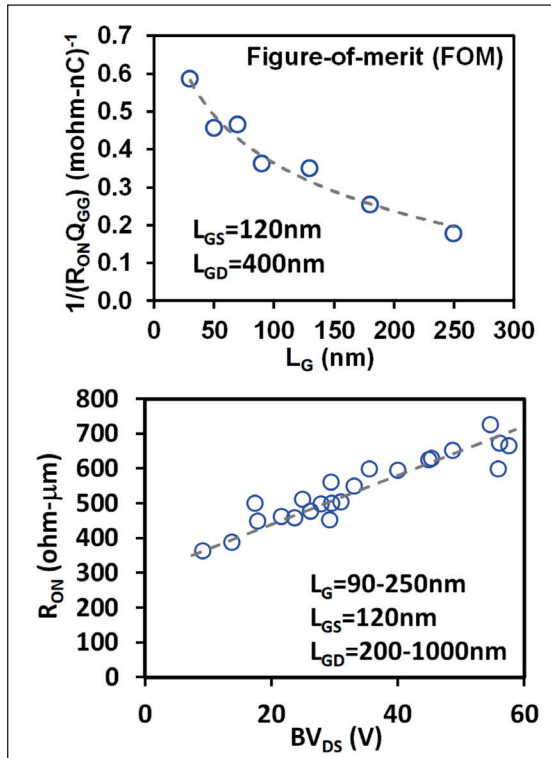 Figure-of-merit (FOM)
1/(RONQGG) (mohm-nC)-1
0.7
0.6
0.5
0.4
0.3
0.2
0.1
0.0
LGS=120nm
LGD=400nm
0 50 100 150 200 250 300
LG (nm)
RON (ohm-μm)
800
700
600
500
400
300
200
100
0
LG=90-250nm
LGS=120nm
LGD=200-1000nm
0 20 40 60
BVDS (V)